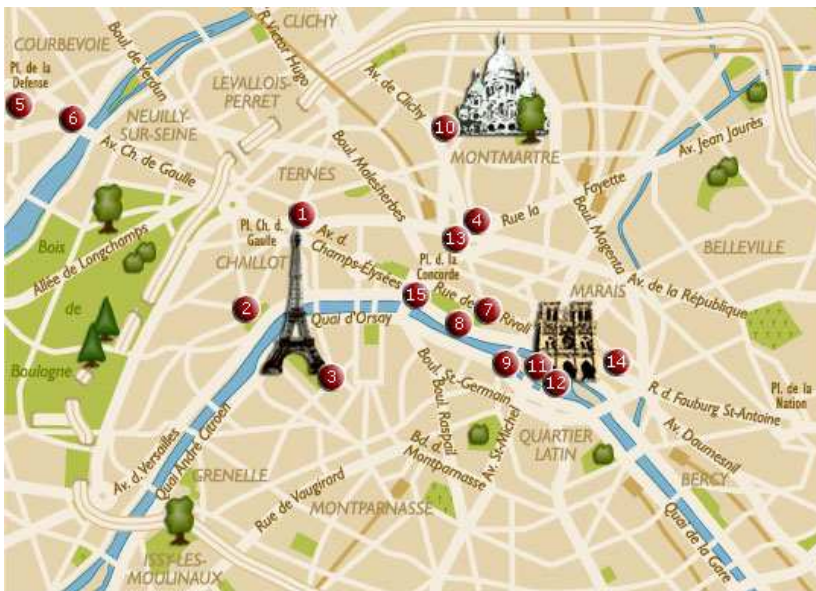 CLICHY
COURBEVOIE
Boul. de Verdun
R. Victor Hugo
Pl. de la
Defense
5
6
LEVALLOIS-
PERRET
NEUILLY-
SUR-SEINE
Av. de Clichy
10
MONTMARTRE
Av. Jean Jaurès
Av. Ch. de Gaulle
TERNES
Boul. Malesherbes
Fayette
Rue la
Boul. Magenta
1
4
13
Pl. Ch. d.
Gaulle
Av. d.
Champs-Élysées
Pl. d. la
Concorde
BELLEVILLE
Allée de Longchamps
Bois
de
Boulogne
CHAILLOT
2
15
Rue de Rivoli
7
8
MARAIS
Av. de la République
Quai d'Orsay
3
9
11
12
14
Boul. St-Germain
Boul. Raspail
Av. St-Michel
Bd. d.
Montparnasse
R. d. Fauburg St-Antoine
Pl. de la
Nation
Av. Daumesnil
QUARTIER
LATIN
BERCY
Av. d. Versailles
Quai André Citroën
GRENELLE
Rue de Vaugirard
MONTPARNASSE
Quai de la Gare
ISSY-LES-
MOULINAUX